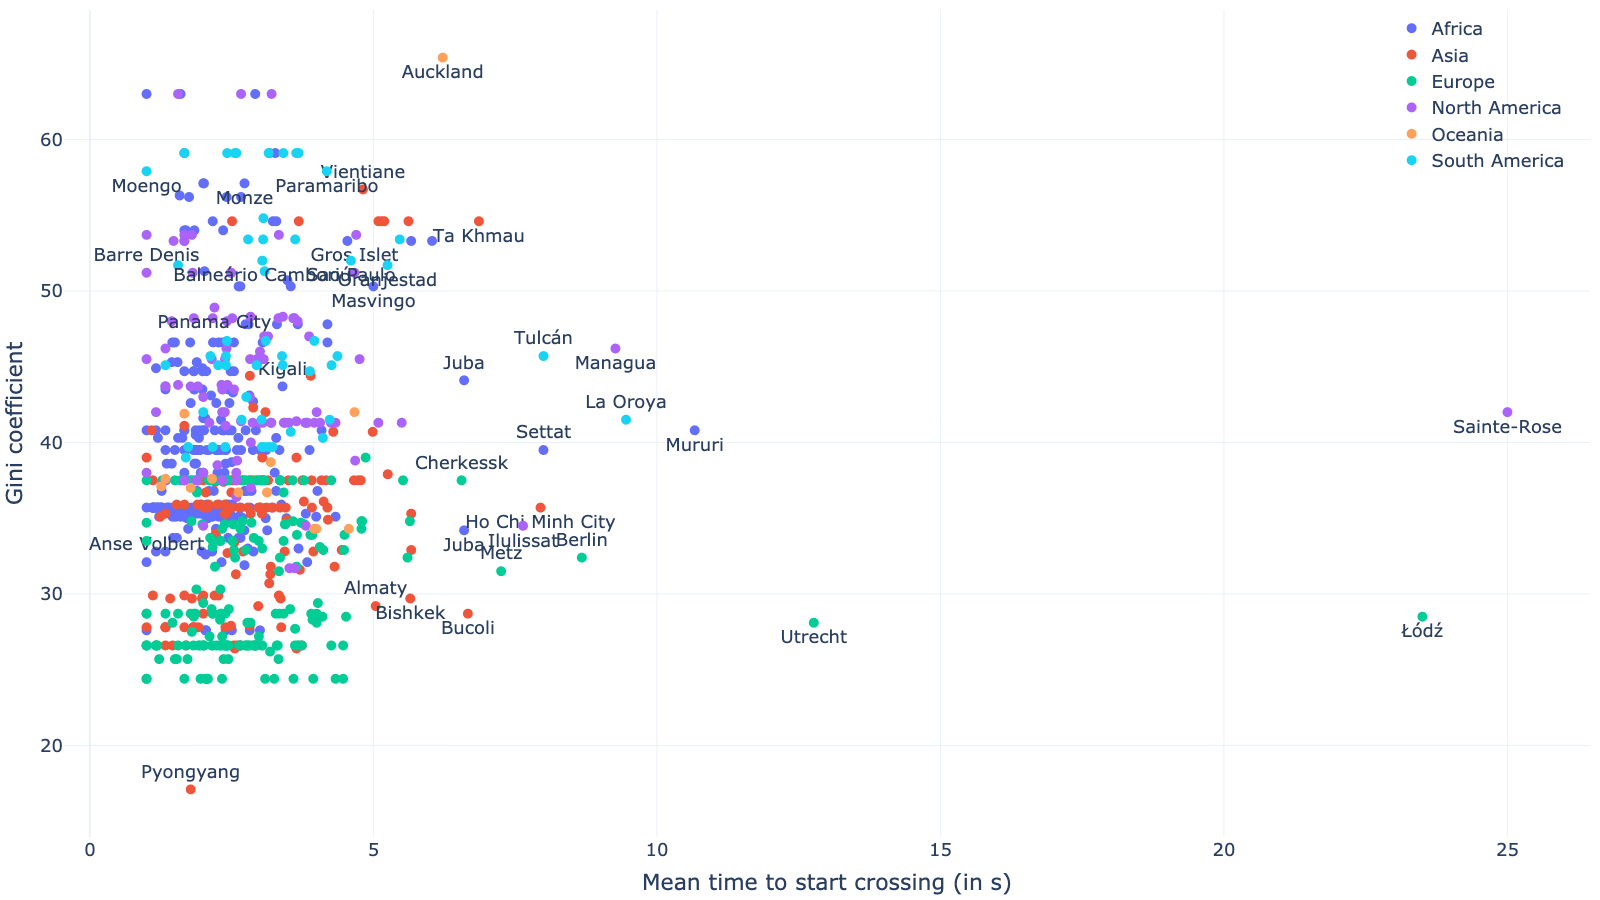 Africa
Asia
Europe
North America
Oceania
South America
Auckland
60
Vientiane
Moengo
Paramaribo
Monze
Ta Khmau
Barre Denis
Gros Islet
Balneário Camboriú
São Paulo
Oranjestad
50
Masvingo
Panama City
Tulcán
Juba
Managua
Kigali
La Oroya
Sainte-Rose
Settat
40
Mururi
Cherkessk
Gini coefficient
Ho Chi Minh City
Anse Volbert
Juba
Ilulissat
Berlin
Metz
30
Almaty
Bishkek
Bucoli
Utrecht
Łódź
20
Pyongyang
0
5
10
15
20
25
Mean time to start crossing (in s)